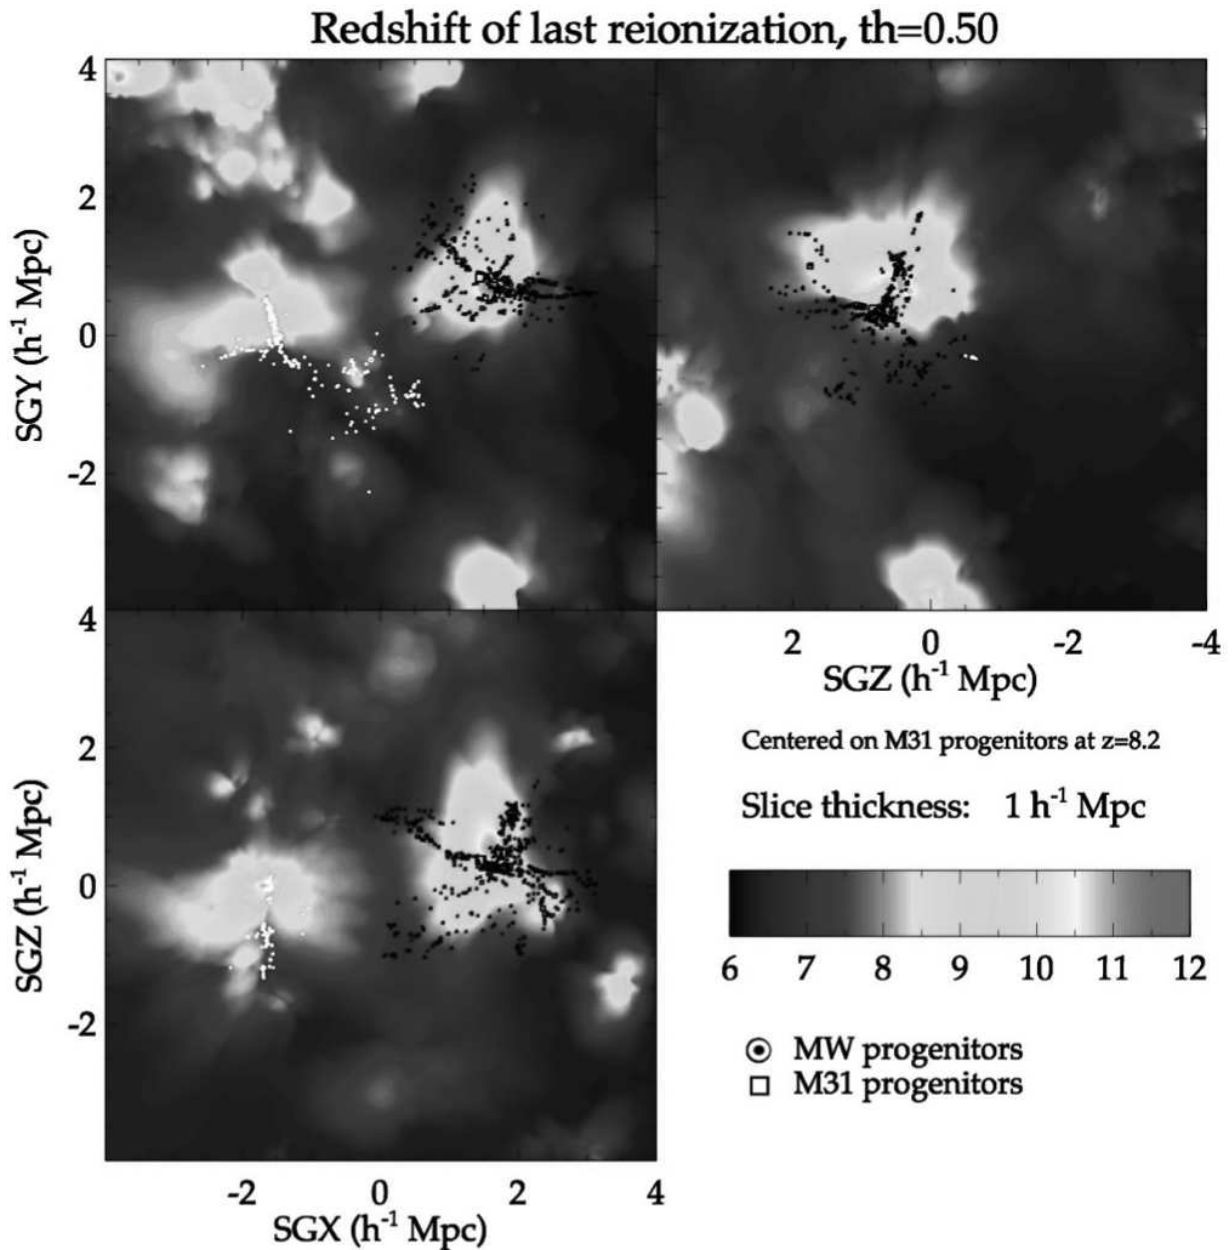 Redshift of last reionization, th=0.50
4
2
0
-2
SGY (h⁻¹ Mpc)
2 0 -2 -4
SGZ (h⁻¹ Mpc)
4
2
0
-2
SGZ (h⁻¹ Mpc)
-2 0 2 4
SGX (h⁻¹ Mpc)
Centered on M31 progenitors at z=8.2
Slice thickness: 1 h⁻¹ Mpc
6 7 8 9 10 11 12
MW progenitors
M31 progenitors